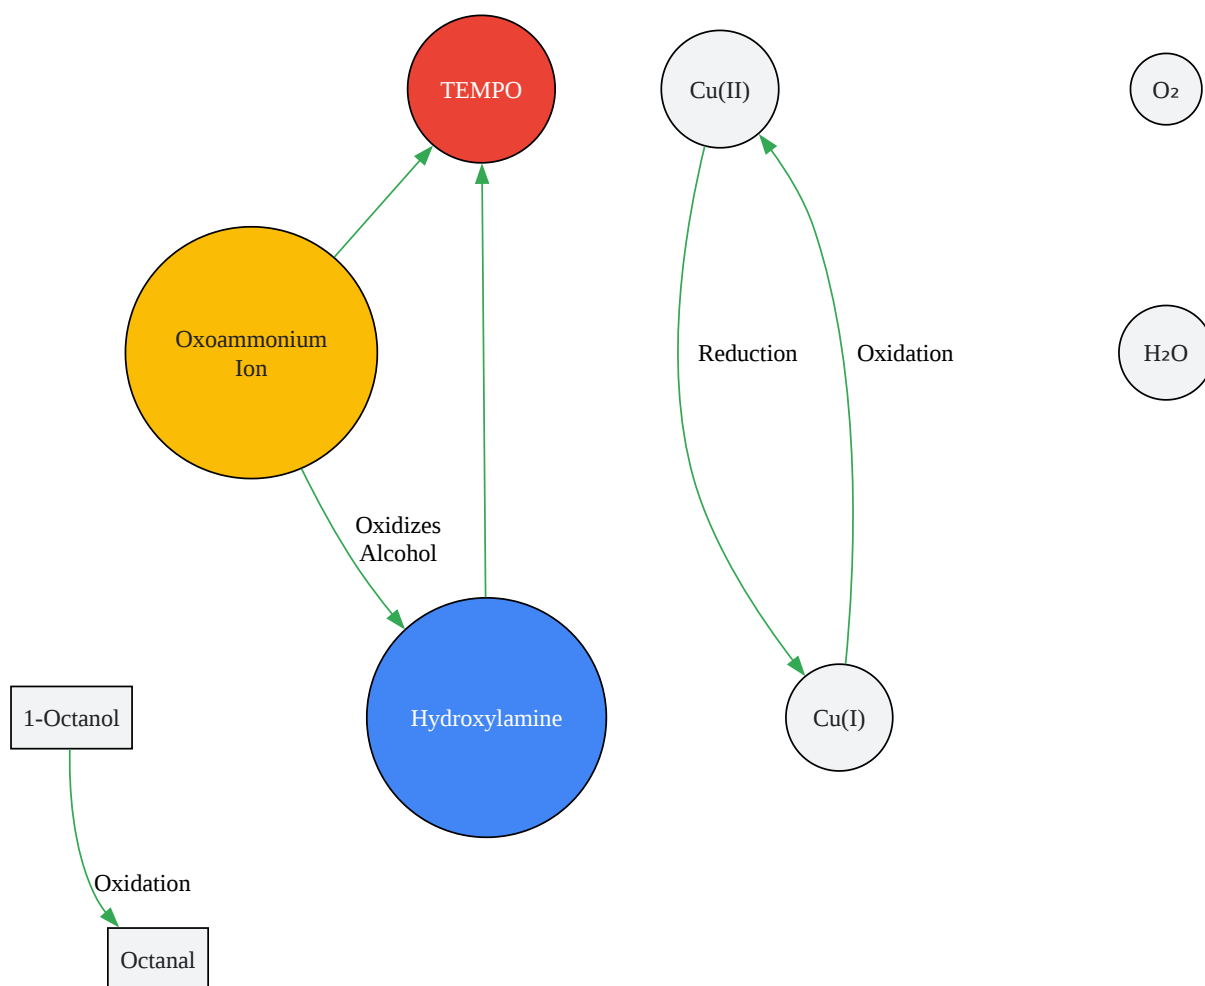 TEMPO
Cu(II)
O₂
Oxoammonium
Ion
Reduction
Oxidation
H₂O
Oxidizes
Alcohol
1-Octanol
Hydroxylamine
Cu(I)
Oxidation
Octanal